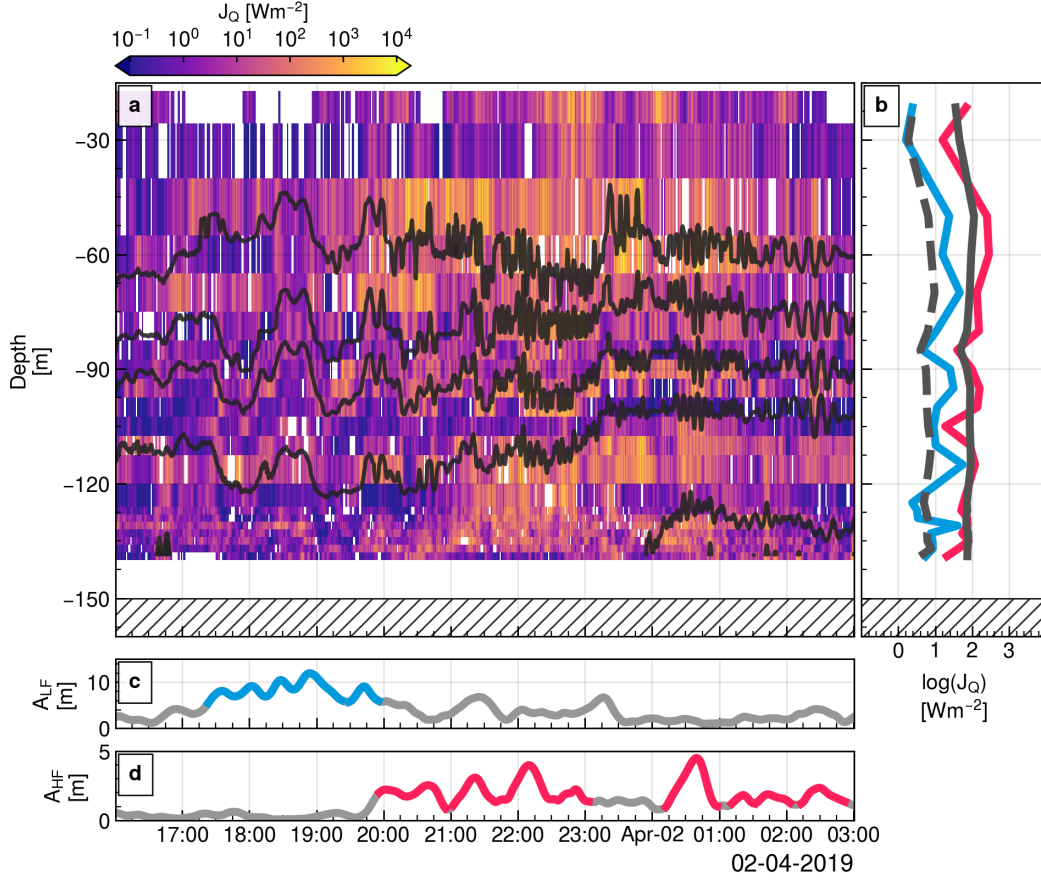 J_Q [Wm⁻²]
10⁻¹ 10⁰ 10¹ 10² 10³ 10⁴
a
b
−30
−60
−90
−120
−150
Depth
[m]
0 1 2 3
log(J_Q)
[Wm⁻²]
c
10
0
A_LF
[m]
d
5
0
A_HF
[m]
17:00 18:00 19:00 20:00 21:00 22:00 23:00 Apr-02 01:00 02:00 03:00
02-04-2019